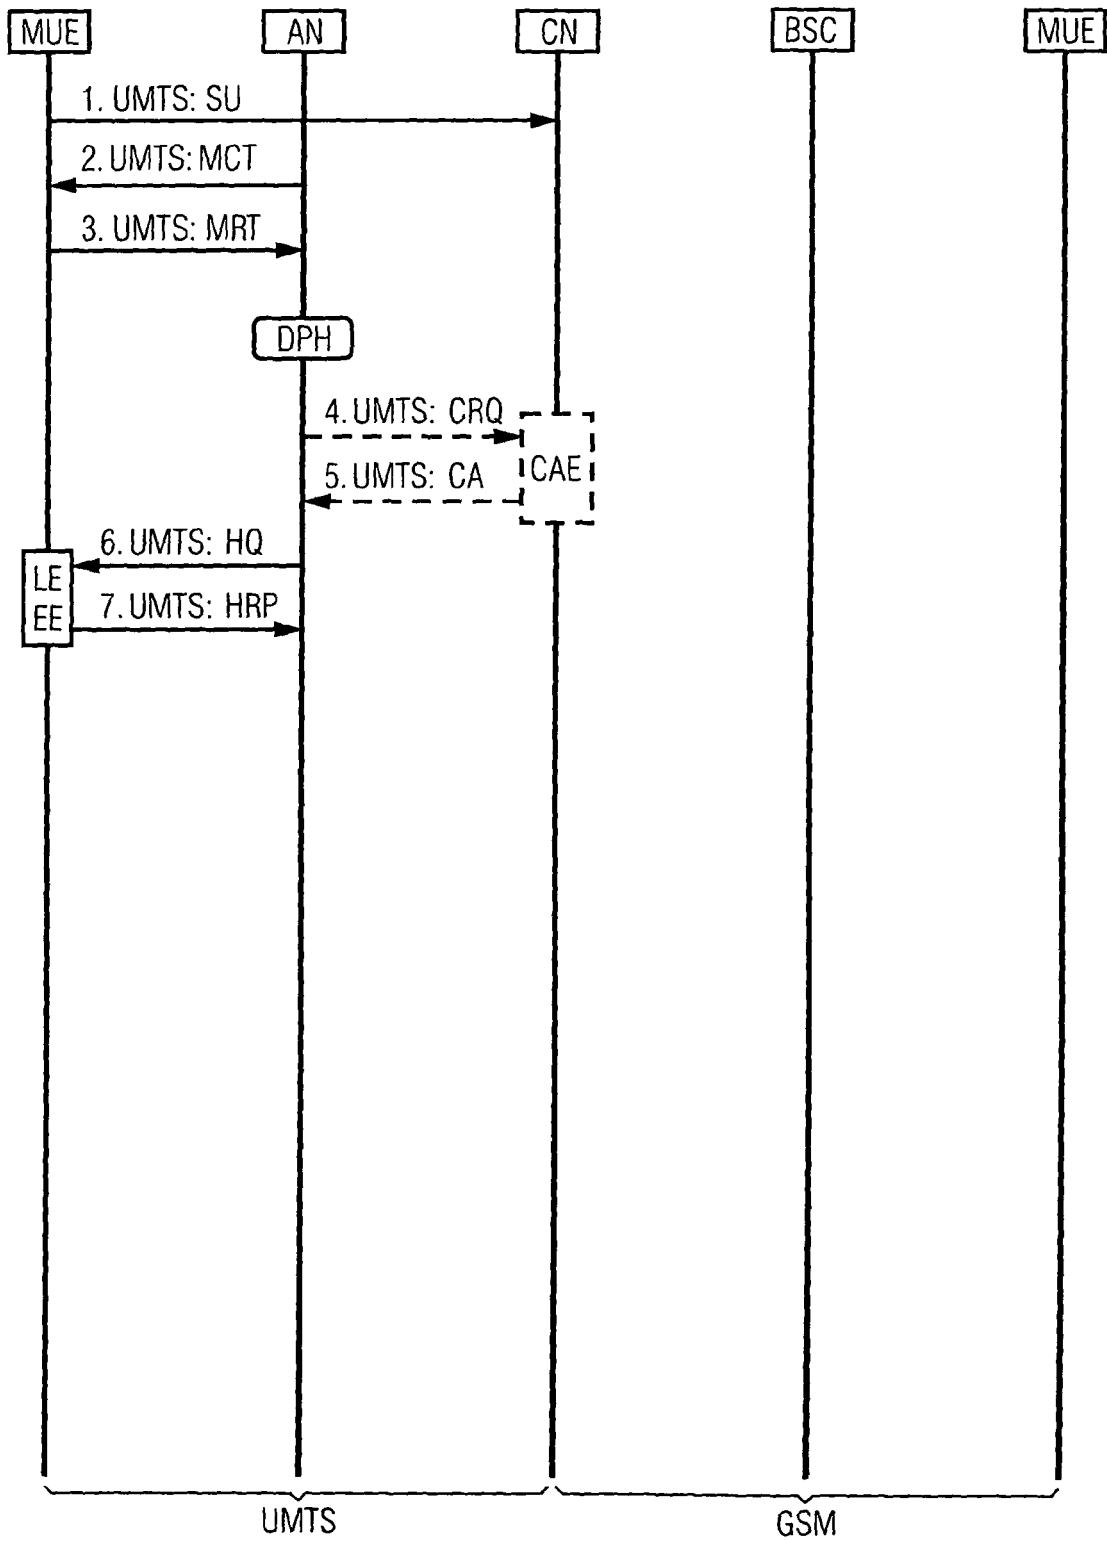 MUE AN CN BSC MUE
1. UMTS: SU
2. UMTS: MCT
3. UMTS: MRT
DPH
4. UMTS: CRQ
CAE
5. UMTS: CA
6. UMTS: HQ
LE
EE
7. UMTS: HRP
UMTS GSM